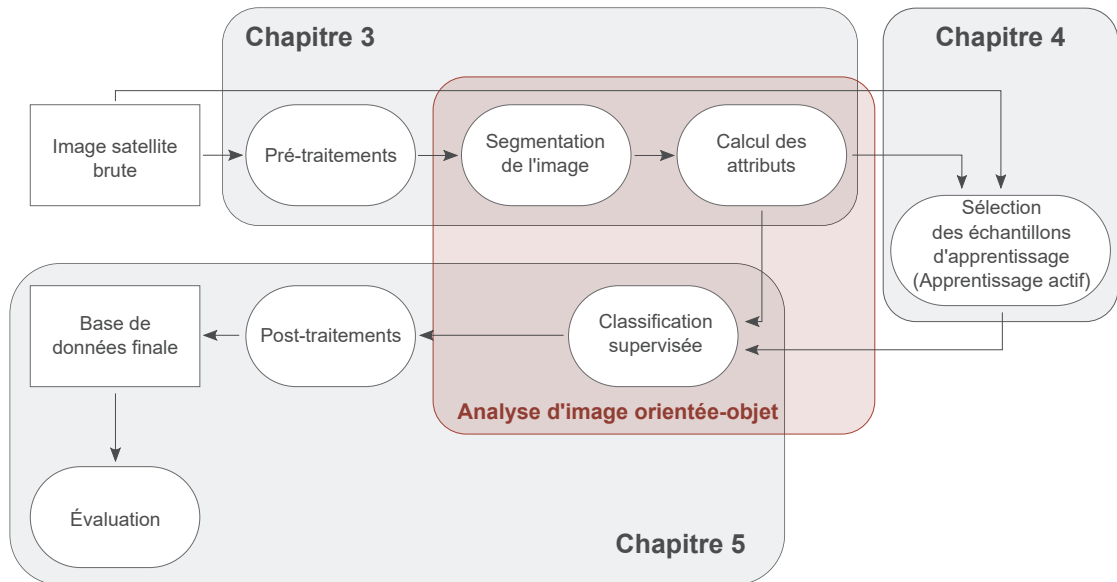 Chapitre 3
Chapitre 4
Image satellite
brute
Pré-traitements
Segmentation
de l'image
Calcul des
attributs
Sélection
des échantillons
d'apprentissage
(Apprentissage actif)
Base de
données finale
Post-traitements
Classification
supervisée
Analyse d'image orientée-objet
Évaluation
Chapitre 5